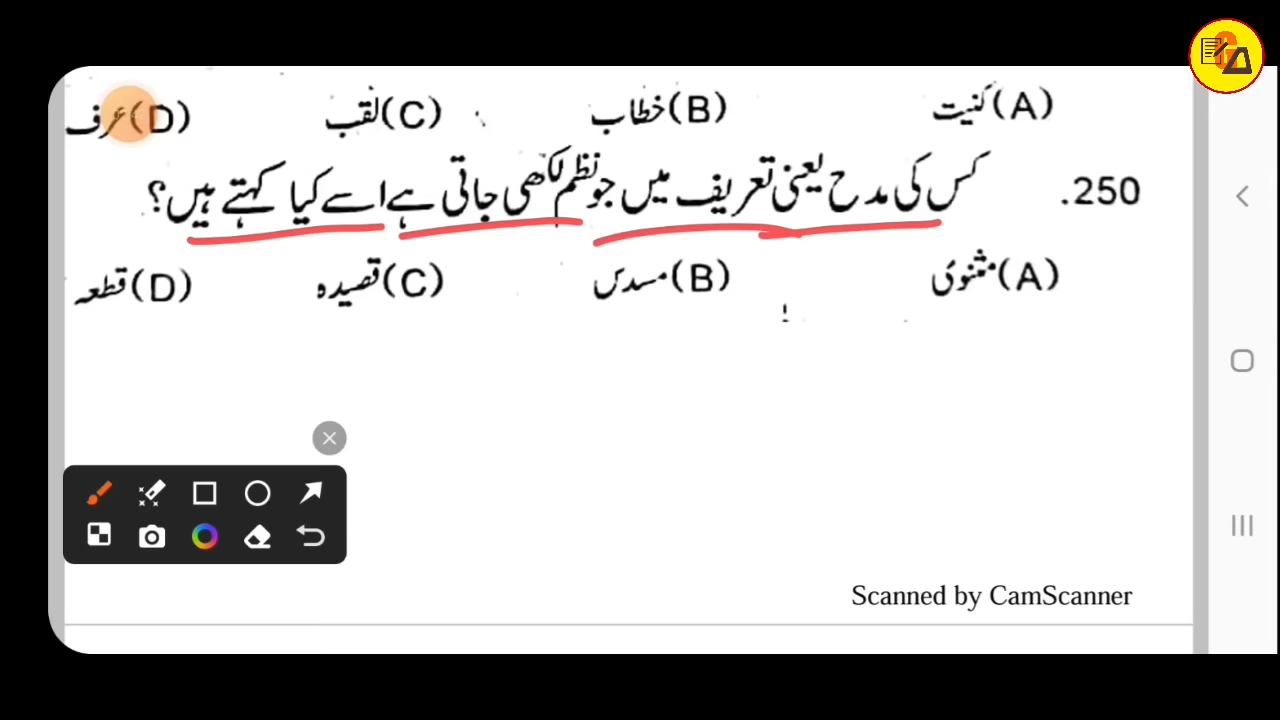 (A) کنیت (B) خطاب (C) لقب (D) عرف
250. کس کی مدح یعنی تعریف میں جو نظم لکھی جاتی ہے اسے کیا کہتے ہیں؟
(A) مثنوی (B) مسدس (C) قصیدہ (D) قطعہ
Scanned by CamScanner